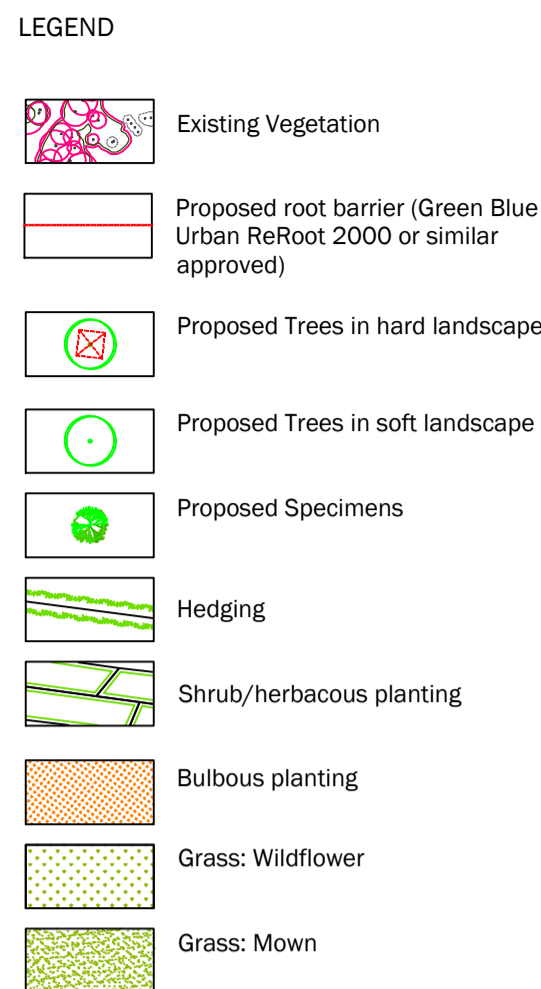 LEGEND
Existing Vegetation
Proposed root barrier (Green Blue
Urban ReRoot 2000 or similar
approved)
Proposed Trees in hard landscape
Proposed Trees in soft landscape
Proposed Specimens
Hedging
Shrub/herbacous planting
Bulbous planting
Grass: Wildflower
Grass: Mown